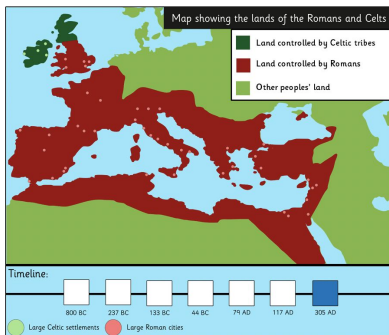 Map showing the lands of the Romans and Celts
Land controlled by Celtic tribes
Land controlled by Romans
Other peoples' land
Timeline:
800 BC 237 BC 133 BC 44 BC 79 AD 117 AD 305 AD
Large Celtic settlements Large Roman cities